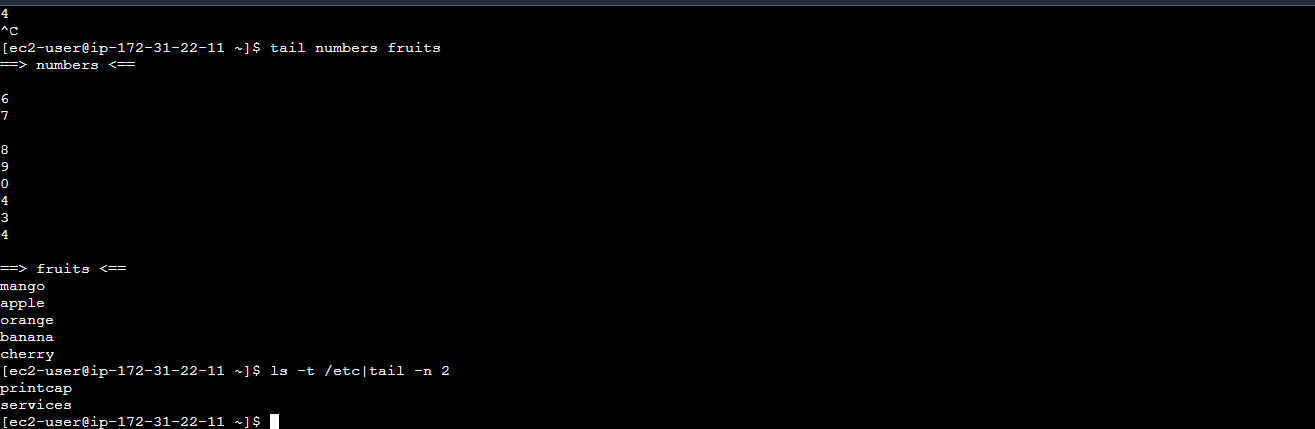 4
^C
[ec2-user@ip-172-31-22-11 ~]$ tail numbers fruits
==> numbers <==

6
7

8
9
0
4
3
4

==> fruits <==
mango
apple
orange
banana
cherry
[ec2-user@ip-172-31-22-11 ~]$ ls -t /etc|tail -n 2
printcap
services
[ec2-user@ip-172-31-22-11 ~]$